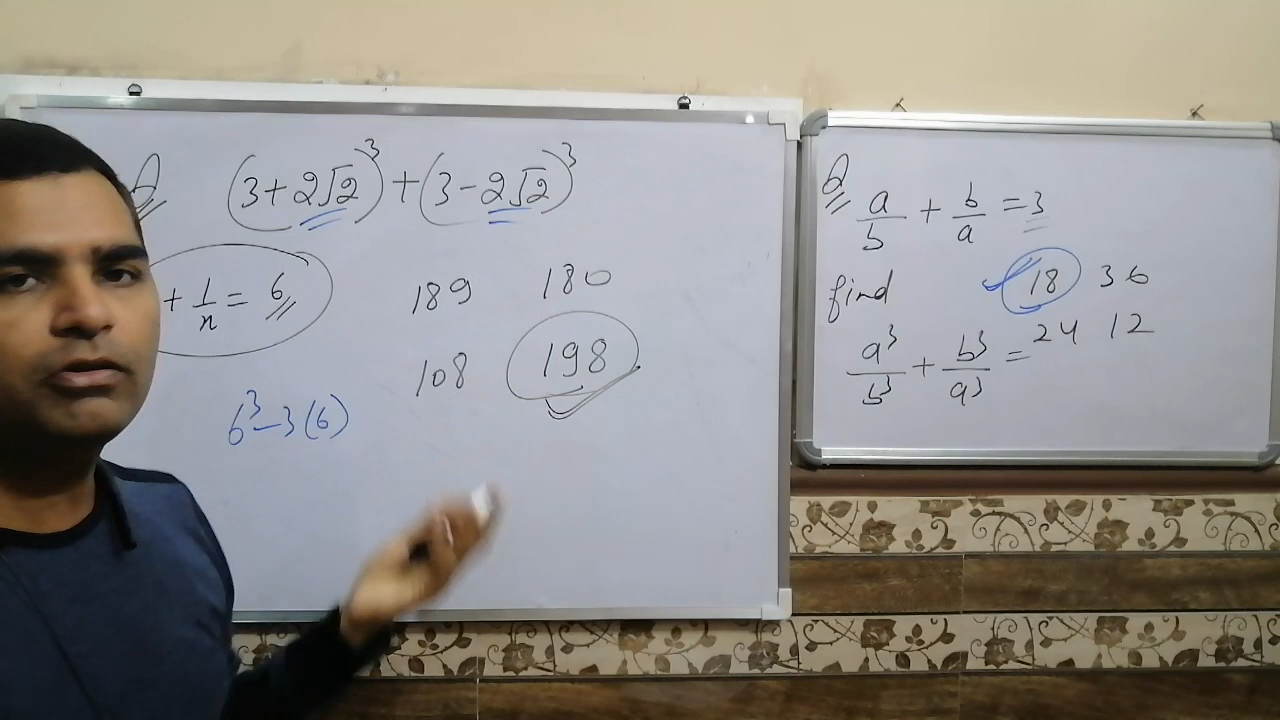 Q (3+2√2)³+(3-2√2)³
+ 1/n = 6
189 180
108 198
6³-3(6)
Q a/b + b/a = 3
find 18 36
a³/b³ + b³/a³ = 24 12